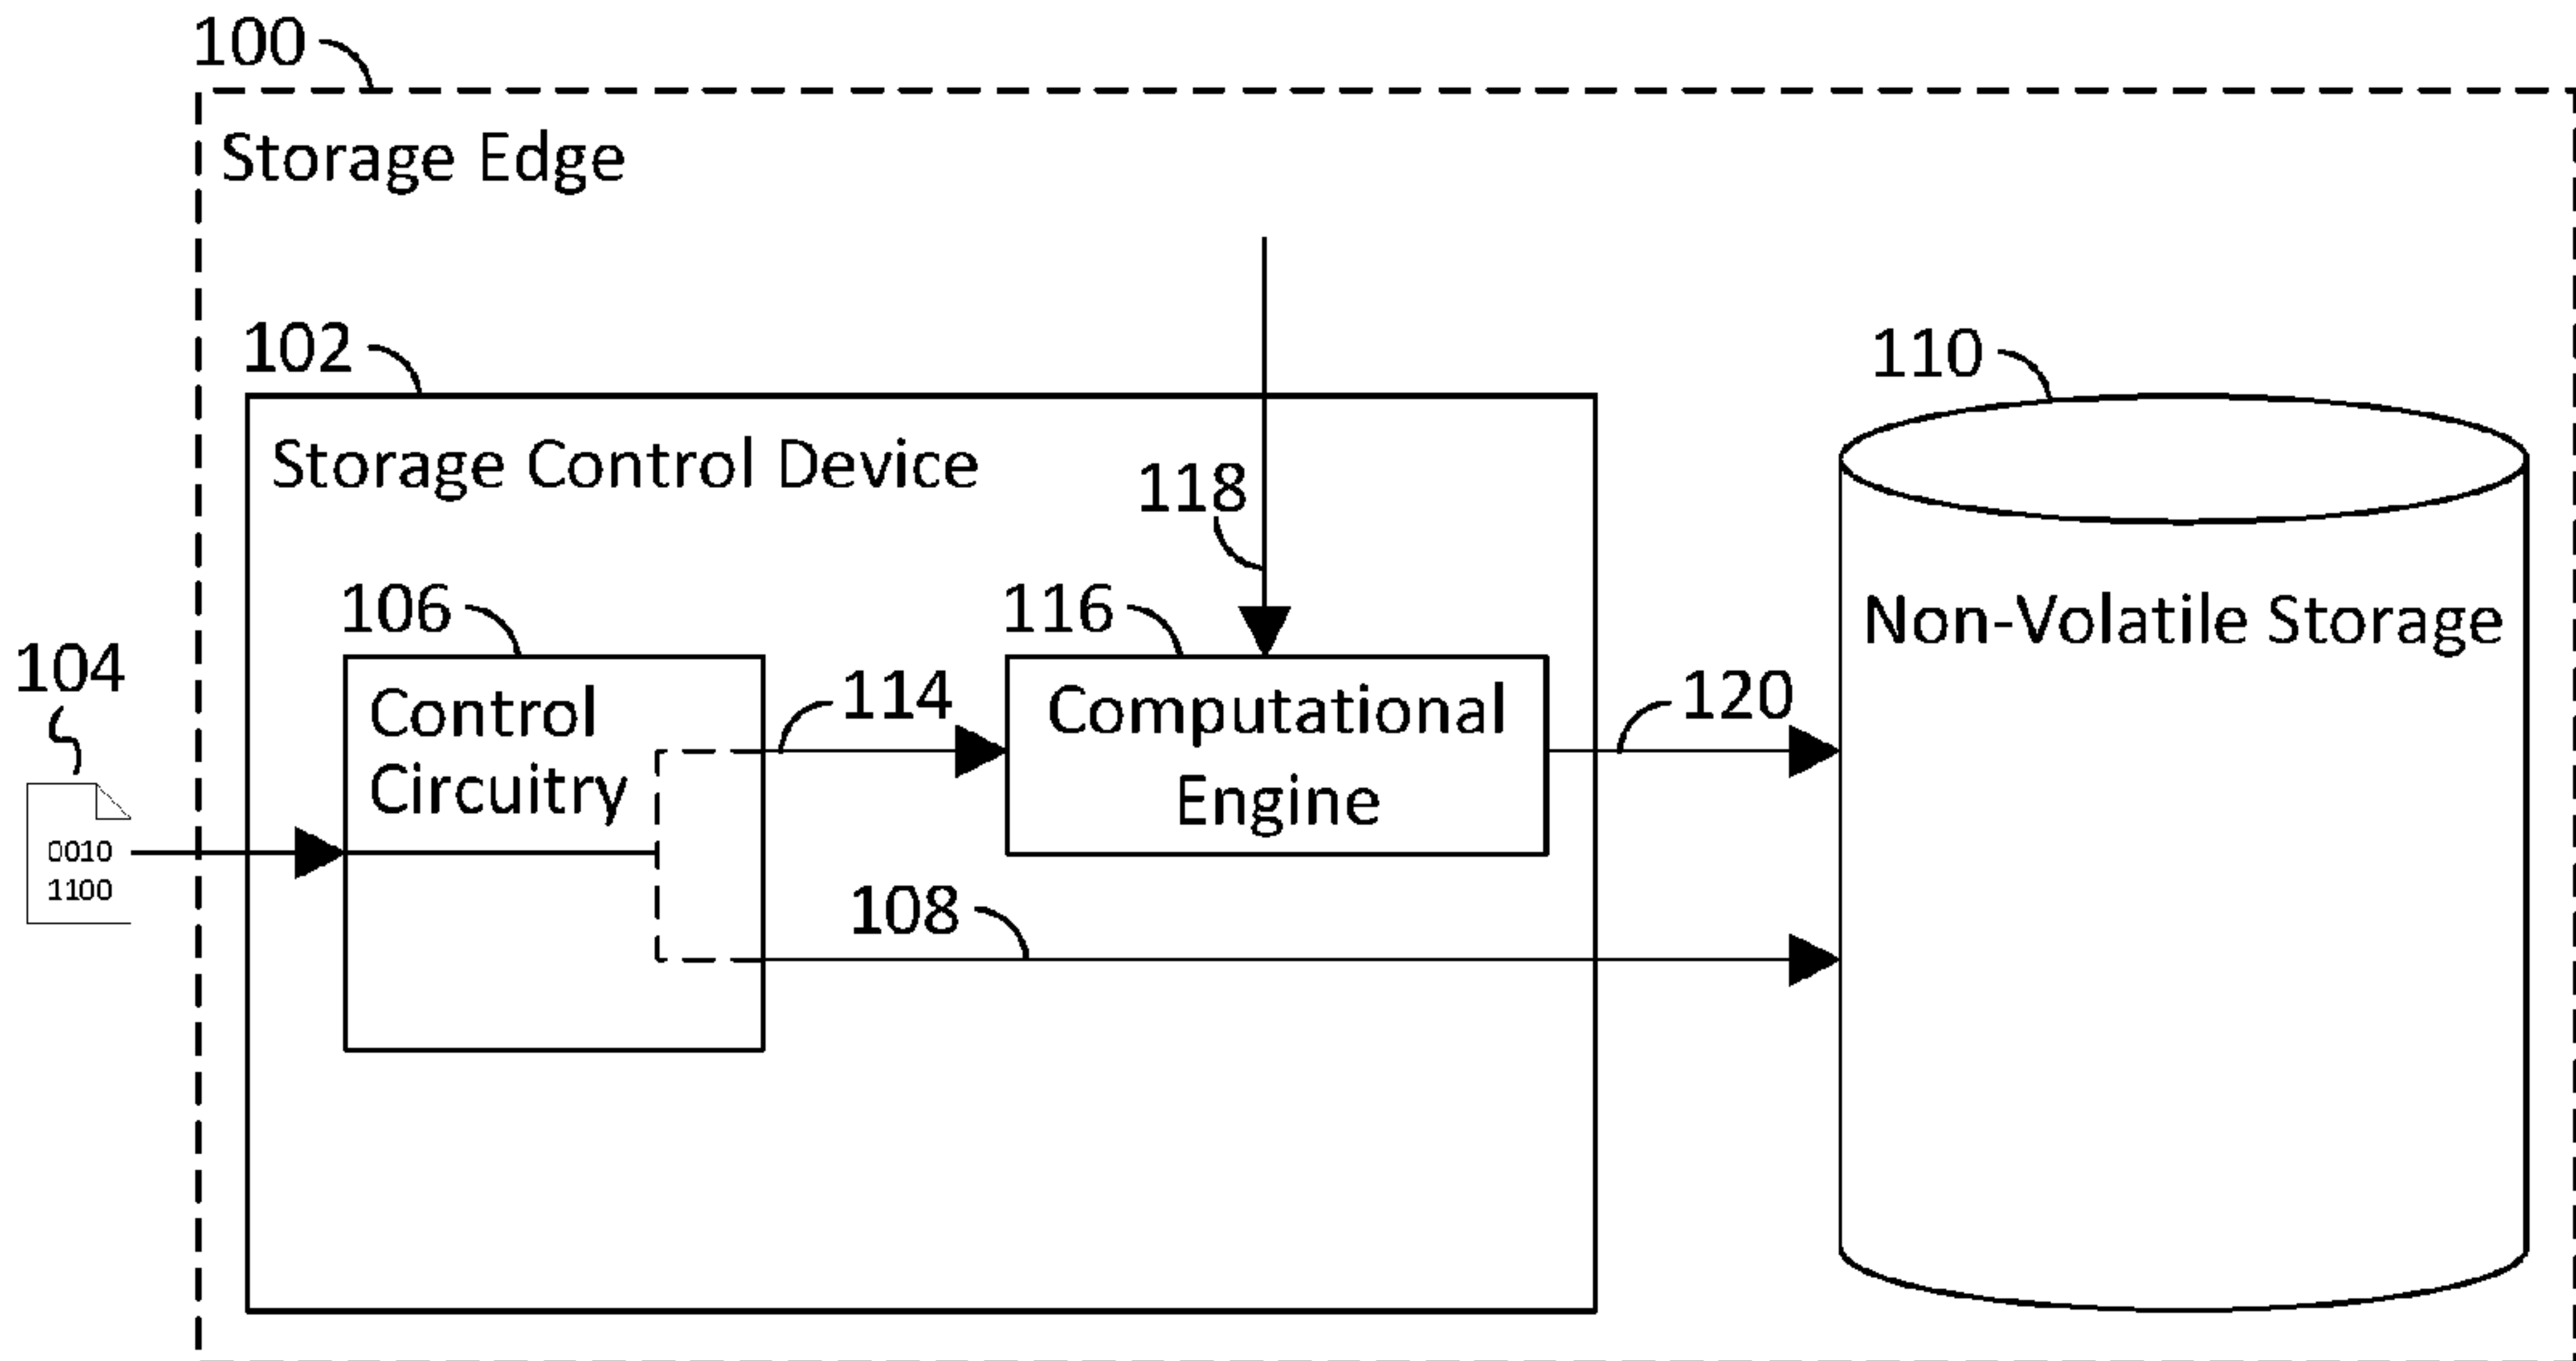 100
Storage Edge
102
110
Storage Control Device
118
106
116
Non-Volatile Storage
104
114
120
Control
Circuitry
Computational
Engine
0010
1100
108